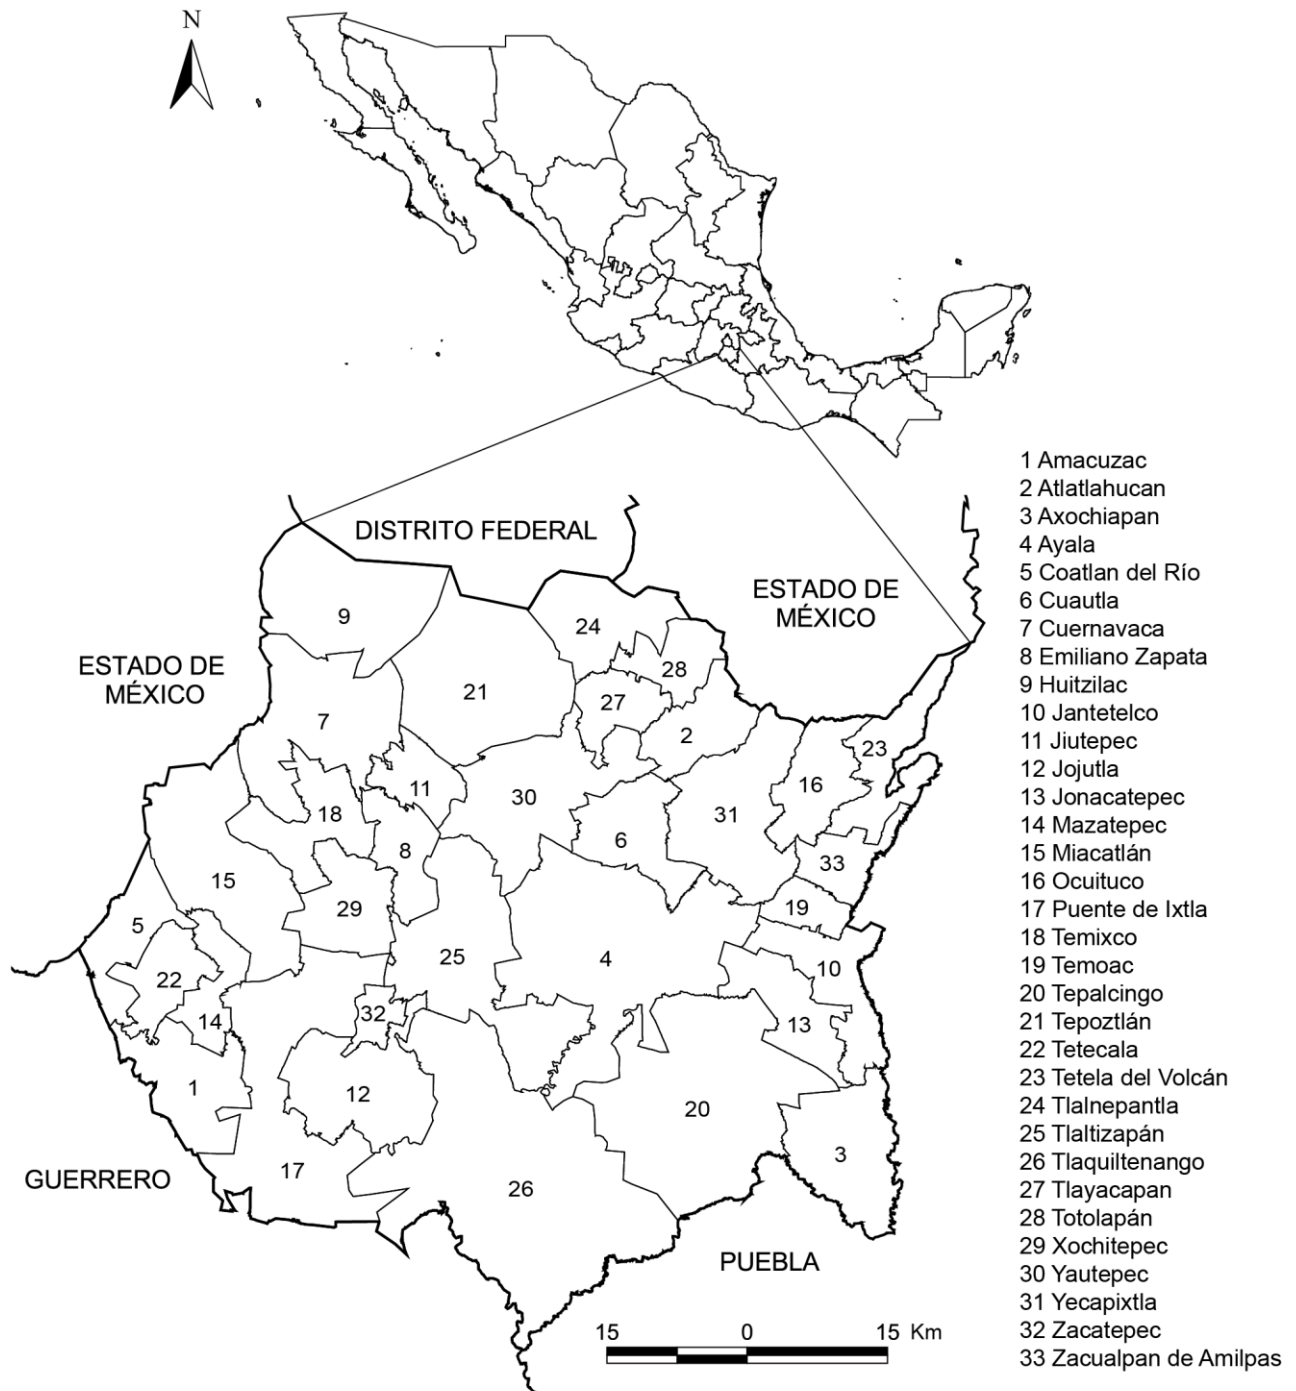 N
DISTRITO FEDERAL
ESTADO DE
MÉXICO
ESTADO DE
MÉXICO
GUERRERO
PUEBLA
9
24
28
21
27
7
2
23
16
11
30
31
18
6
8
33
15
29
19
5
25
4
10
22
32
14
13
1
12
20
3
17
26
15 0 15 Km
1 Amacuzac
2 Atlatlahucan
3 Axochiapan
4 Ayala
5 Coatlan del Río
6 Cuautla
7 Cuernavaca
8 Emiliano Zapata
9 Huitzilac
10 Jantetelco
11 Jiutepec
12 Jojutla
13 Jonacatepec
14 Mazatepec
15 Miacatlán
16 Ocuituco
17 Puente de Ixtla
18 Temixco
19 Temoac
20 Tepalcingo
21 Tepoztlán
22 Tetecala
23 Tetela del Volcán
24 Tlalnepantla
25 Tlaltizapán
26 Tlaquiltenango
27 Tlayacapan
28 Totolapán
29 Xochitepec
30 Yautepec
31 Yecapixtla
32 Zacatepec
33 Zacualpan de Amilpas